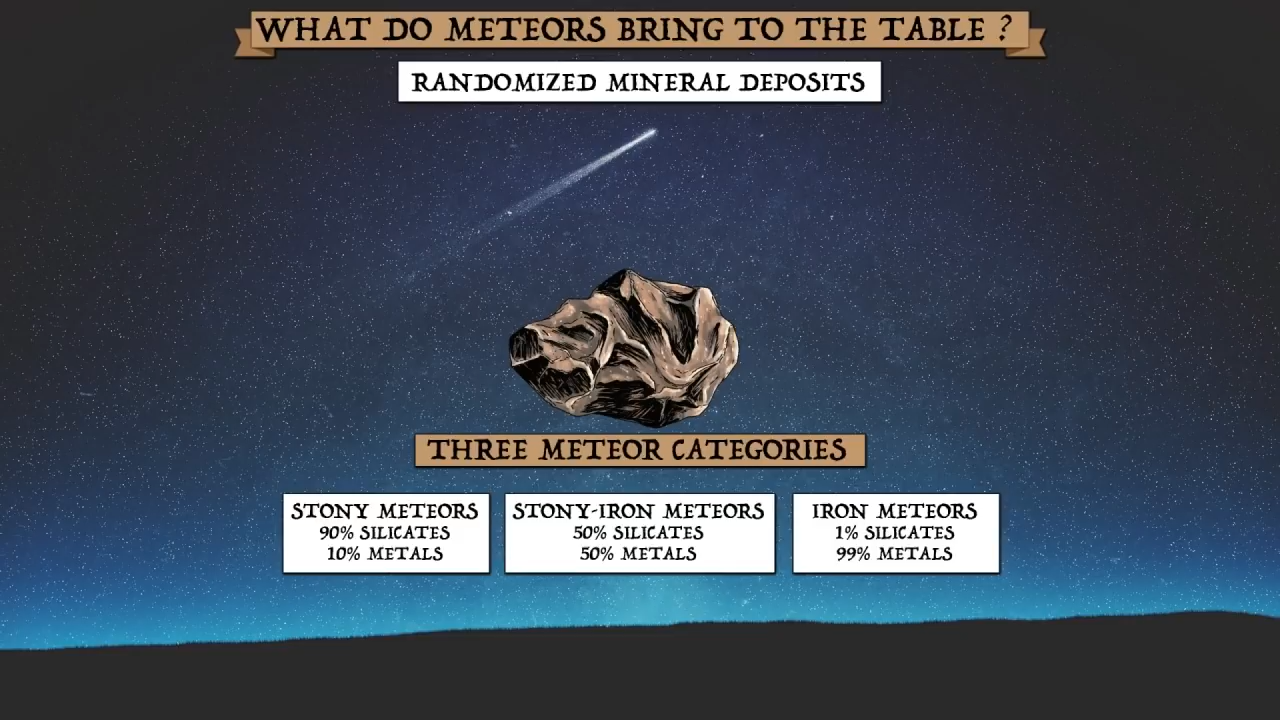 WHAT DO METEORS BRING TO THE TABLE ?
RANDOMIZED MINERAL DEPOSITS
THREE METEOR CATEGORIES
STONY METEORS
90% SILICATES
10% METALS
STONY-IRON METEORS
50% SILICATES
50% METALS
IRON METEORS
1% SILICATES
99% METALS